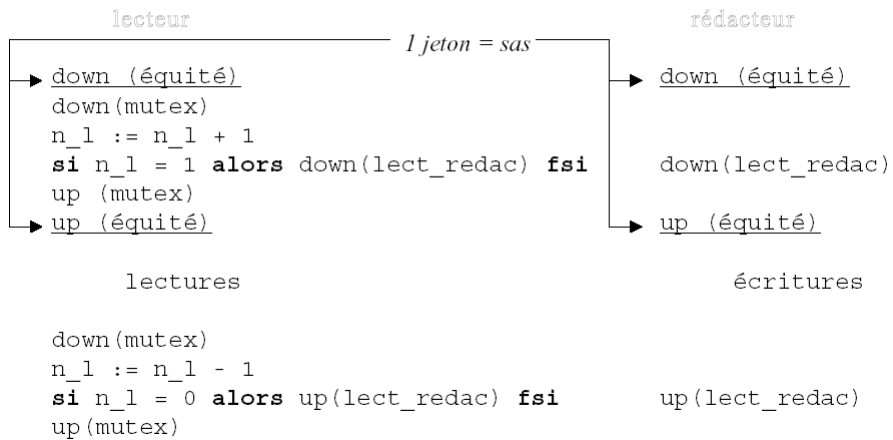 lecteur rédacteur
1 jeton = sas
down (équité) down (équité)
down(mutex)
n_l := n_l + 1
si n_l = 1 alors down(lect_redac) fsi down(lect_redac)
up (mutex)
up (équité) up (équité)
lectures écritures
down(mutex)
n_l := n_l - 1
si n_l = 0 alors up(lect_redac) fsi up(lect_redac)
up(mutex)